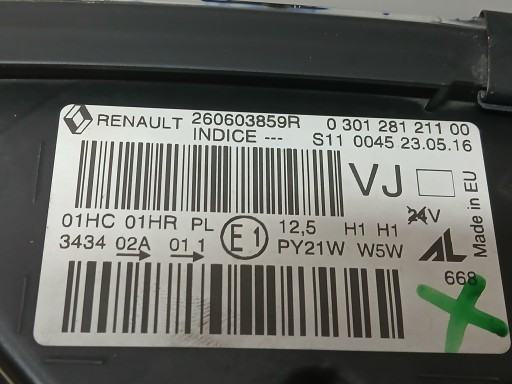 RENAULT 260603859R 0 301 281 211 00
INDICE --- S11 0045 23.05.16
VJ
Made in EU
01HC 01HR PL E1 12,5 H1 H1 24V
3434 02A 01 1 PY21W W5W AL
668